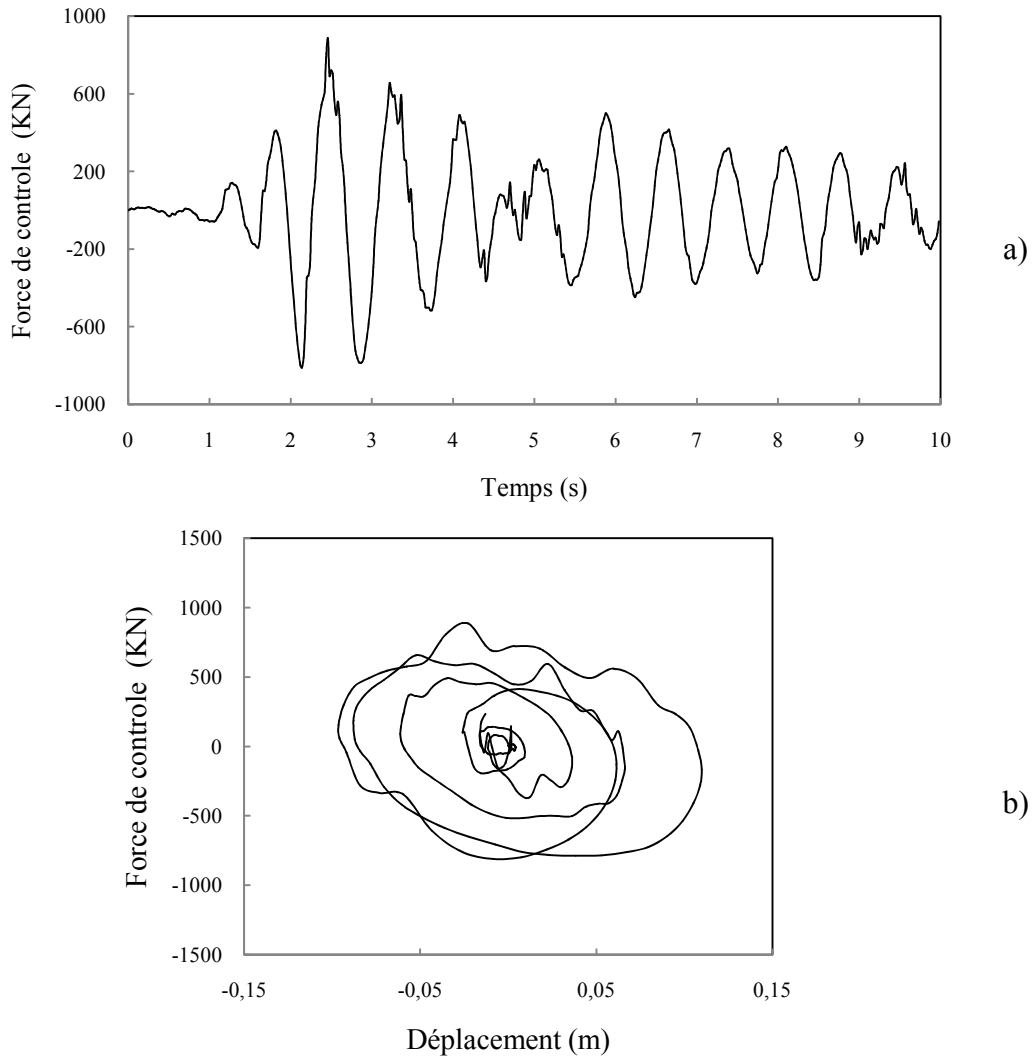 1000
600
200
-200
-600
-1000
Force de controle (KN)
0 1 2 3 4 5 6 7 8 9 10
Temps (s)
a)
1500
1000
500
0
-500
-1000
-1500
Force de controle (KN)
-0,15 -0,05 0,05 0,15
Déplacement (m)
b)